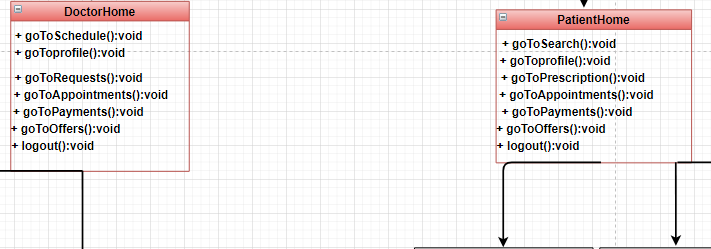 DoctorHome
+ goToSchedule():void
+ goToprofile():void
+ goToRequests():void
+ goToAppointments():void
+ goToPayments():void
+ goToOffers():void
+ logout():void
PatientHome
+ goToSearch():void
+ goToprofile():void
+ goToPrescription():void
+ goToAppointments():void
+ goToPayments():void
+ goToOffers():void
+ logout():void